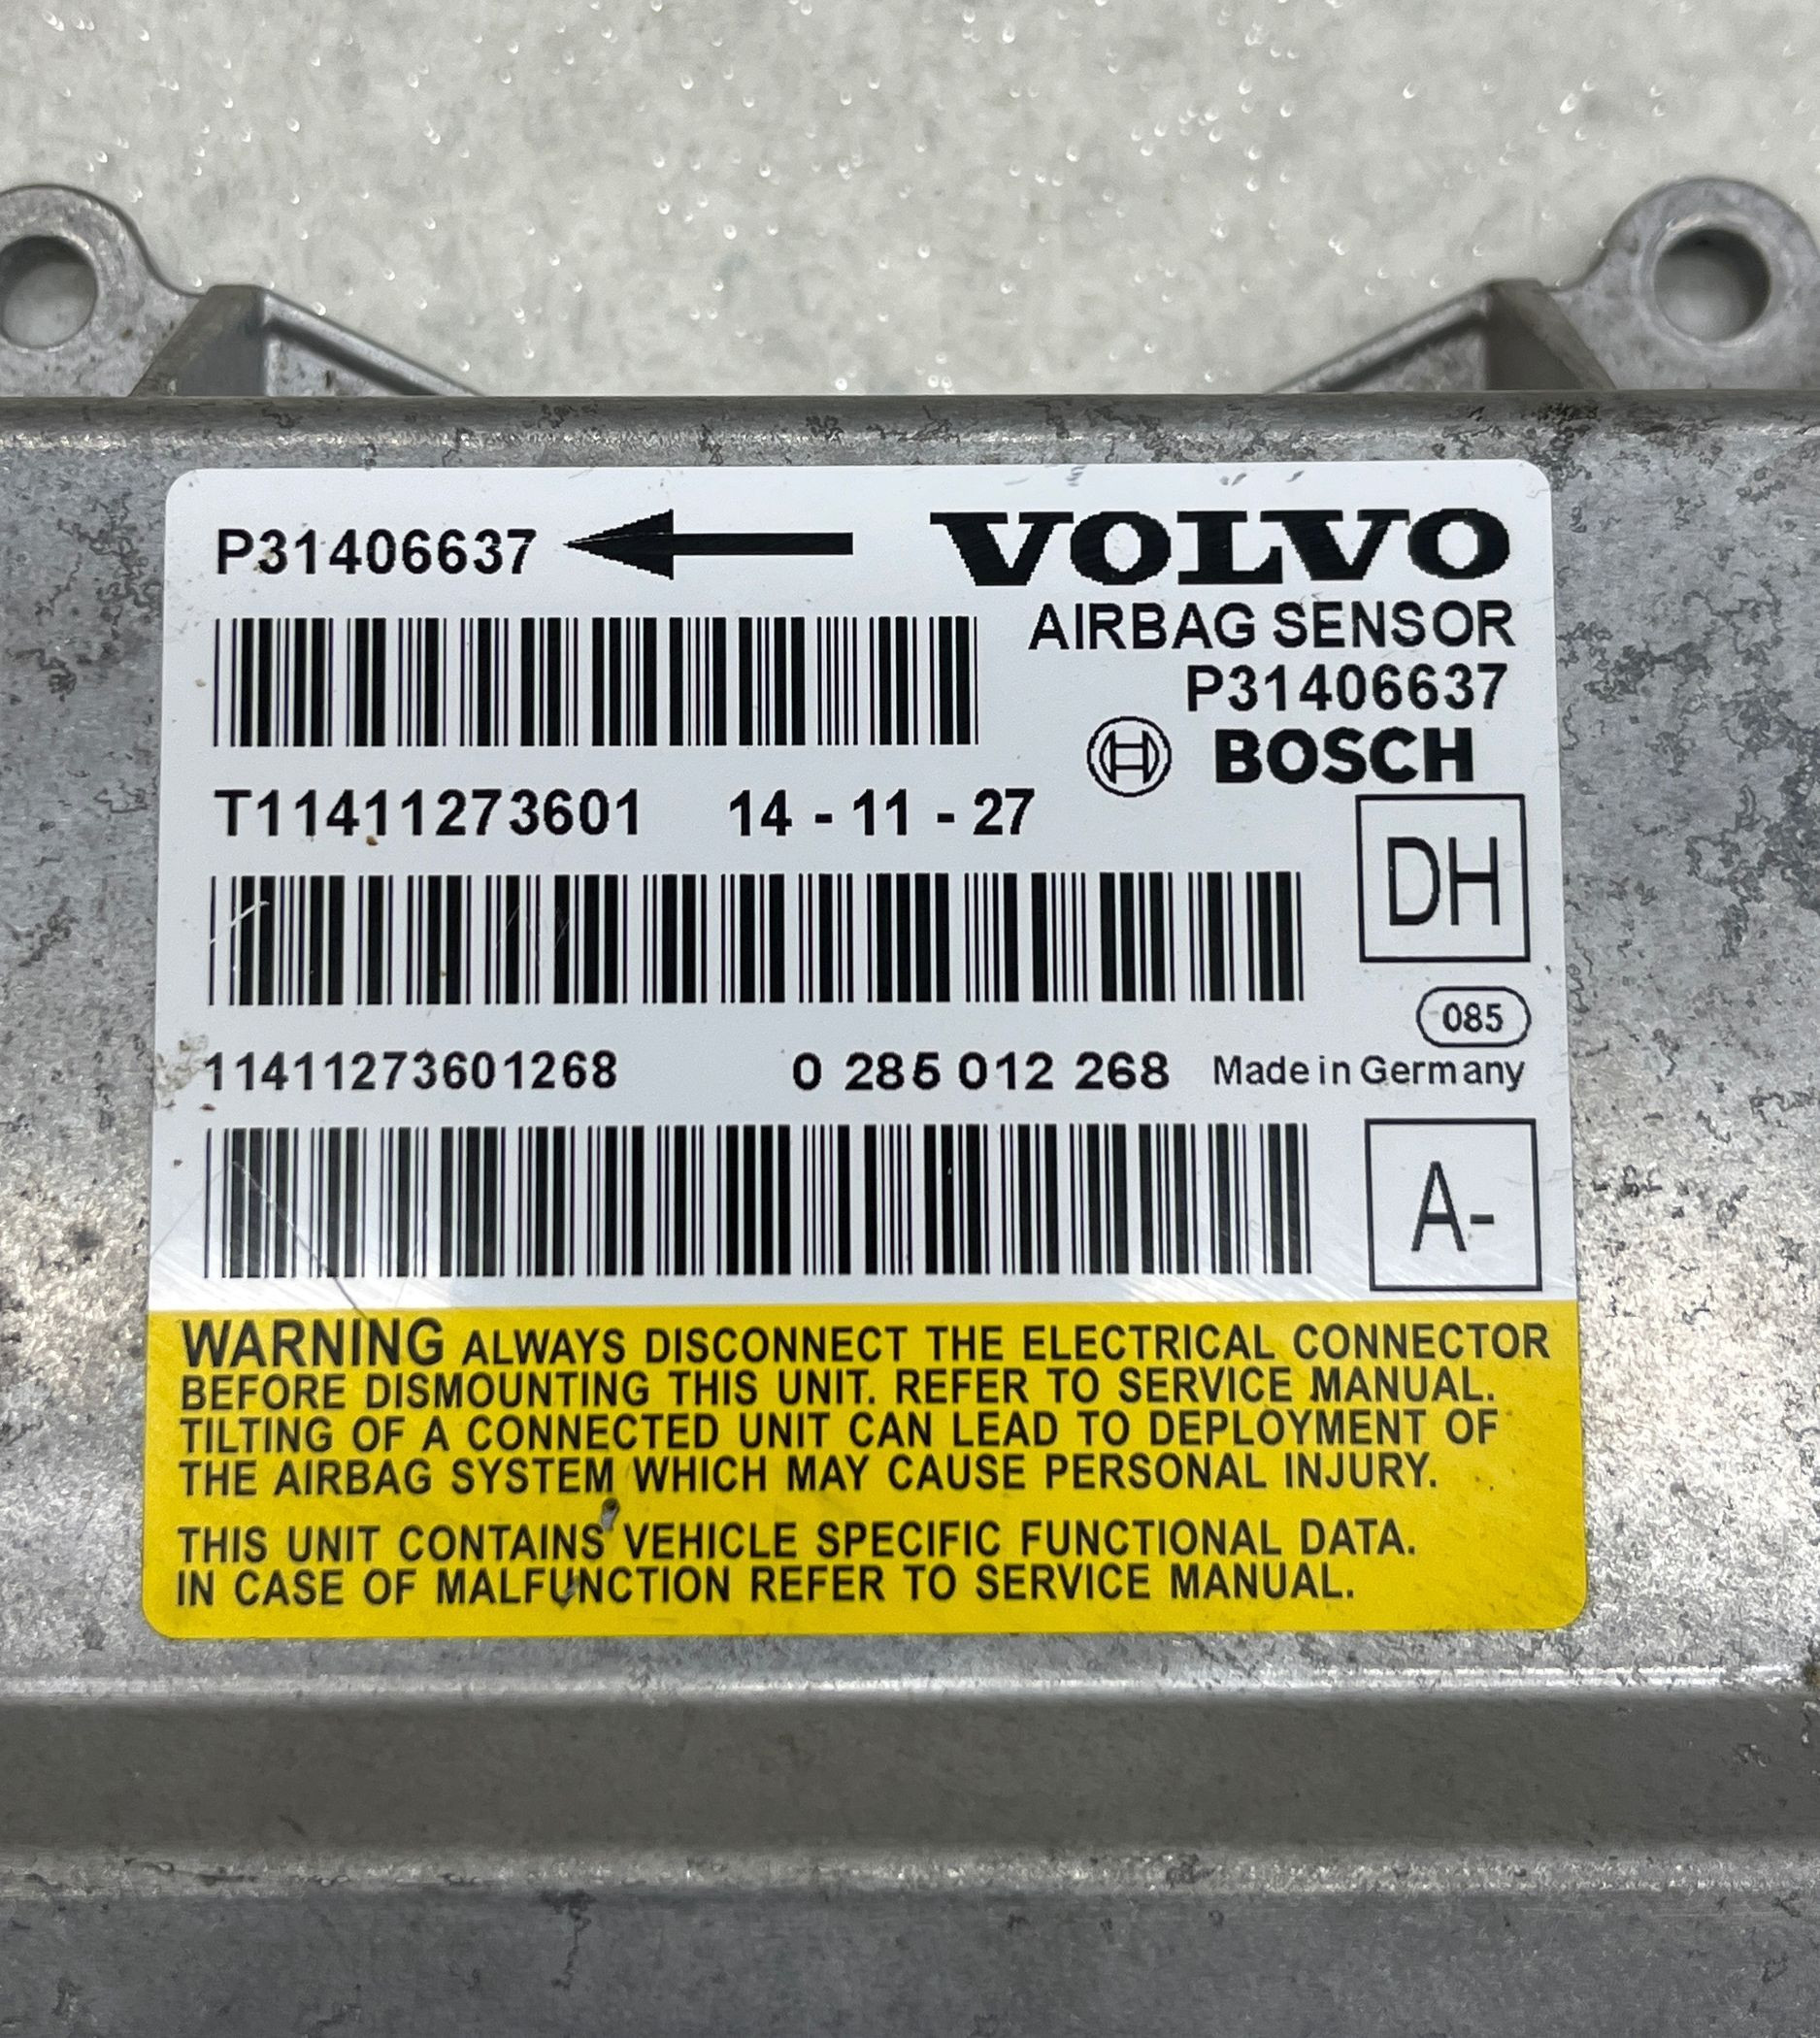 P31406637 VOLVO
AIRBAG SENSOR
P31406637
BOSCH
T11411273601 14 - 11 - 27
DH
085
11411273601268 0 285 012 268 Made in Germany
A-
WARNING ALWAYS DISCONNECT THE ELECTRICAL CONNECTOR
BEFORE DISMOUNTING THIS UNIT. REFER TO SERVICE MANUAL.
TILTING OF A CONNECTED UNIT CAN LEAD TO DEPLOYMENT OF
THE AIRBAG SYSTEM WHICH MAY CAUSE PERSONAL INJURY.
THIS UNIT CONTAINS VEHICLE SPECIFIC FUNCTIONAL DATA.
IN CASE OF MALFUNCTION REFER TO SERVICE MANUAL.